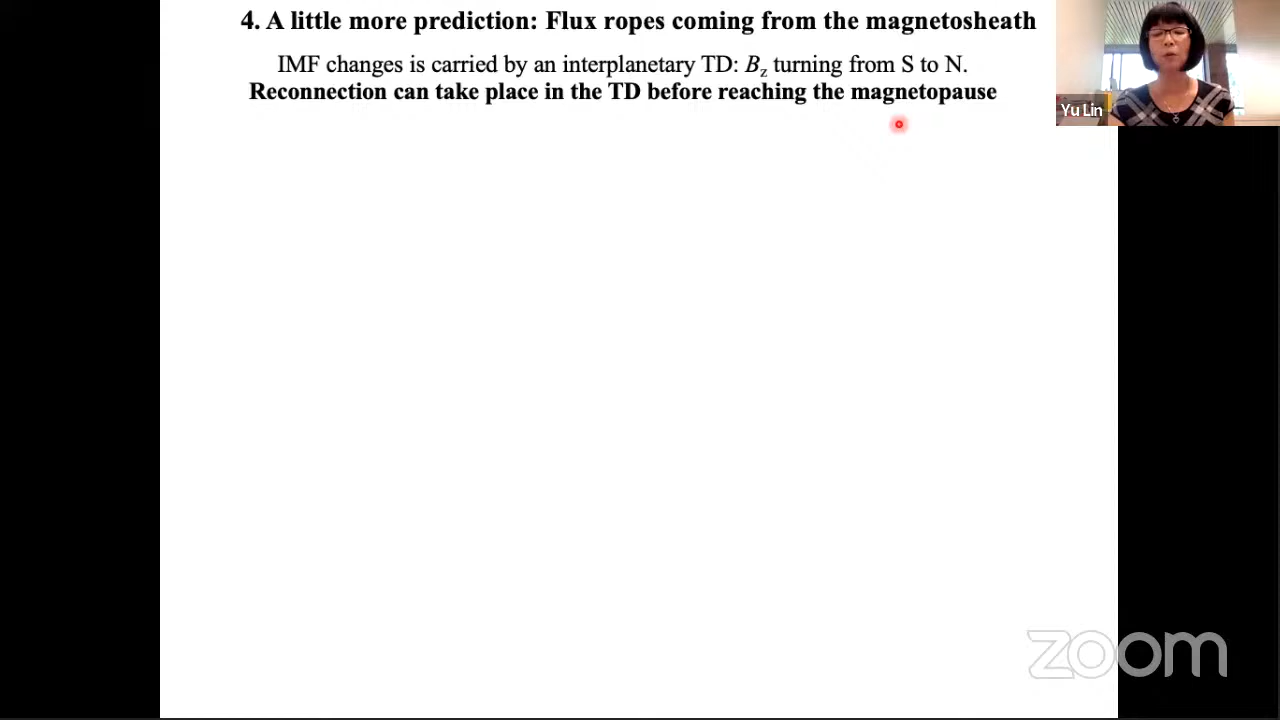 4. A little more prediction: Flux ropes coming from the magnetosheath
IMF changes is carried by an interplanetary TD: Bz turning from S to N.
Reconnection can take place in the TD before reaching the magnetopause
Yu Lin
zoom